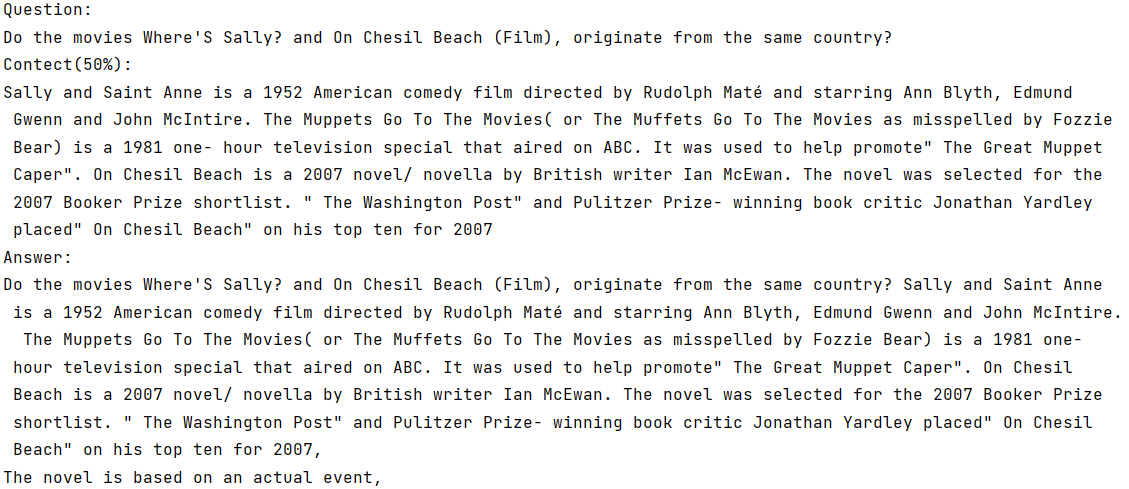 Question:
Do the movies Where'S Sally? and On Chesil Beach (Film), originate from the same country?
Contect(50%):
Sally and Saint Anne is a 1952 American comedy film directed by Rudolph Maté and starring Ann Blyth, Edmund
Gwenn and John McIntire. The Muppets Go To The Movies( or The Muffets Go To The Movies as misspelled by Fozzie
Bear) is a 1981 one- hour television special that aired on ABC. It was used to help promote" The Great Muppet
Caper". On Chesil Beach is a 2007 novel/ novella by British writer Ian McEwan. The novel was selected for the
2007 Booker Prize shortlist. " The Washington Post" and Pulitzer Prize- winning book critic Jonathan Yardley
placed" On Chesil Beach" on his top ten for 2007
Answer:
Do the movies Where'S Sally? and On Chesil Beach (Film), originate from the same country? Sally and Saint Anne
is a 1952 American comedy film directed by Rudolph Maté and starring Ann Blyth, Edmund Gwenn and John McIntire.
The Muppets Go To The Movies( or The Muffets Go To The Movies as misspelled by Fozzie Bear) is a 1981 one-
hour television special that aired on ABC. It was used to help promote" The Great Muppet Caper". On Chesil
Beach is a 2007 novel/ novella by British writer Ian McEwan. The novel was selected for the 2007 Booker Prize
shortlist. " The Washington Post" and Pulitzer Prize- winning book critic Jonathan Yardley placed" On Chesil
Beach" on his top ten for 2007,
The novel is based on an actual event,